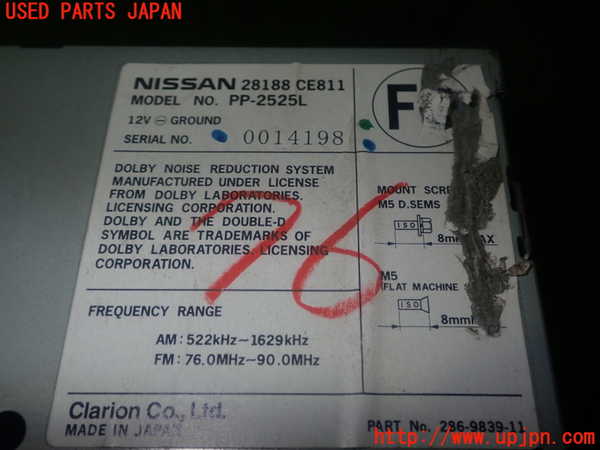 USED PARTS JAPAN
NISSAN 28188 CE811
MODEL NO. PP-2525L
12V ⊖ GROUND
SERIAL NO. 0014198
F
DOLBY NOISE REDUCTION SYSTEM
MANUFACTURED UNDER LICENSE
FROM DOLBY LABORATORIES.
LICENSING CORPORATION.
DOLBY AND THE DOUBLE-D
SYMBOL ARE TRADEMARKS OF
DOLBY LABORATORIES. LICENSING
CORPORATION.
76
MOUNT
M5 D.SEMS
ISO
8mm
M5
(FLAT MACHINE
ISO
8mm
FREQUENCY RANGE
AM: 522kHz-1629kHz
FM: 76.0MHz-90.0MHz
Clarion Co., Ltd.
MADE IN JAPAN
PART No. 286-9839-11
http://www.upjpn.com/